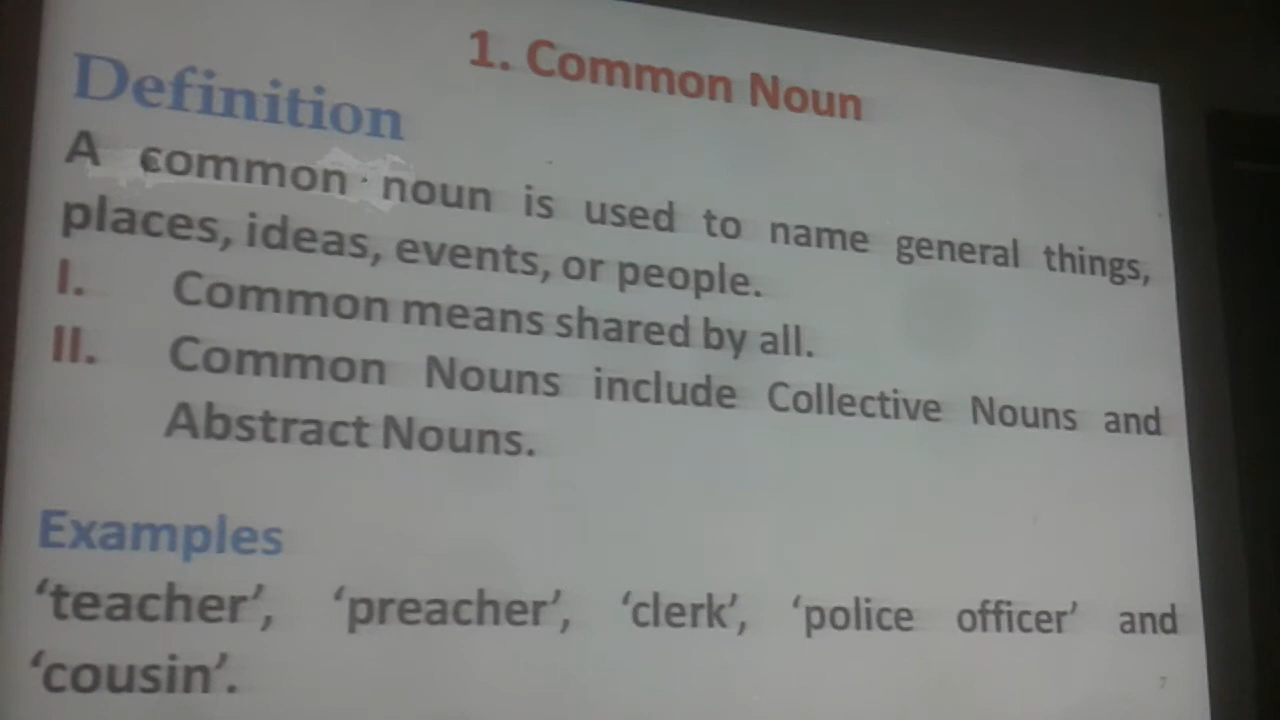 1. Common Noun
Definition
A common noun is used to name general things,
places, ideas, events, or people.
I. Common means shared by all.
II. Common Nouns include Collective Nouns and
Abstract Nouns.
Examples
‘teacher’, ‘preacher’, ‘clerk’, ‘police officer’ and
‘cousin’.
7